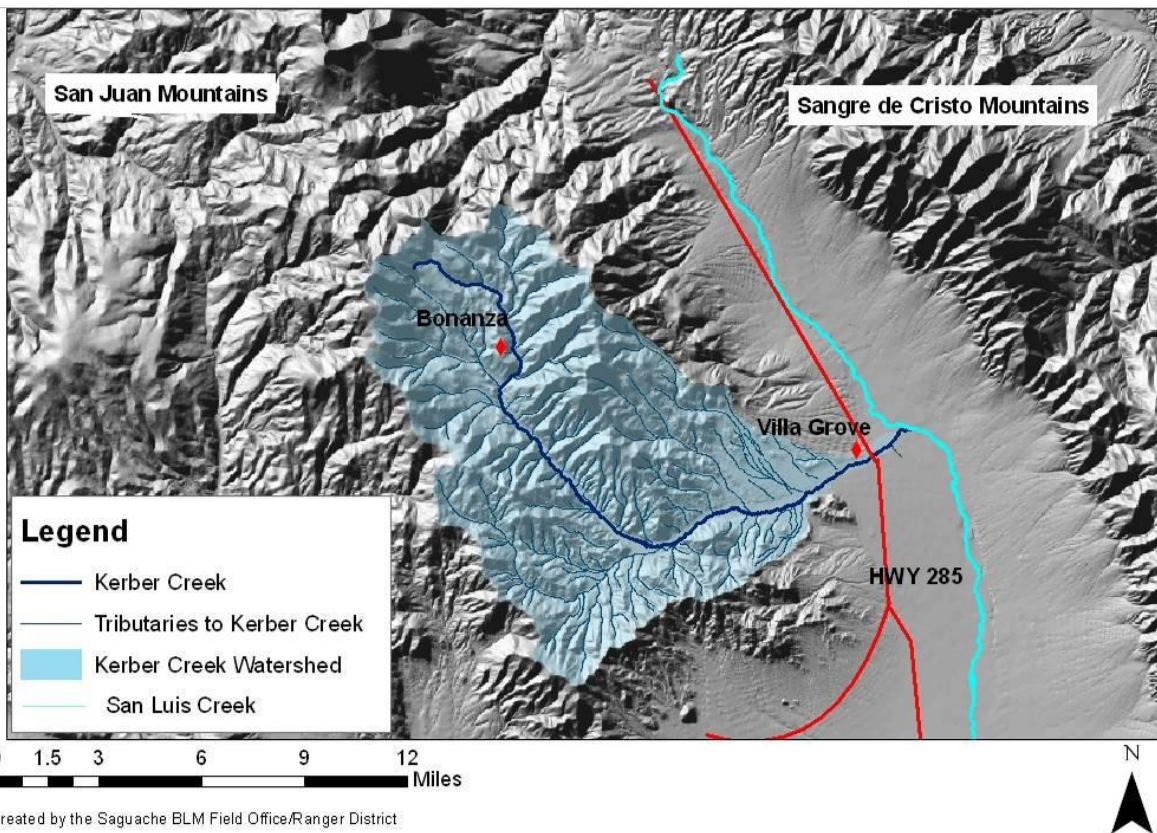 San Juan Mountains
Sangre de Cristo Mountains
Bonanza
Villa Grove
HWY 285
Legend
Kerber Creek
Tributaries to Kerber Creek
Kerber Creek Watershed
San Luis Creek
1.5 3 6 9 12
Miles
N
reated by the Saguache BLM Field Office/Ranger District